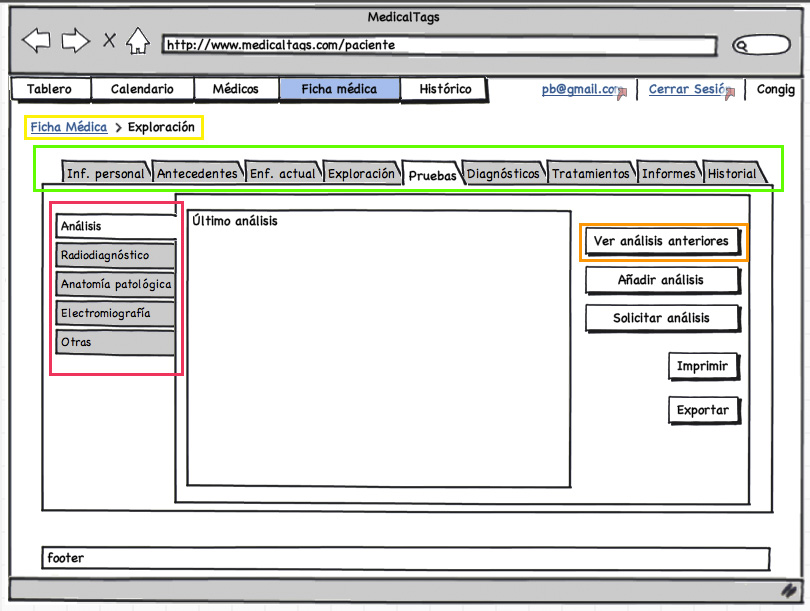 MedicalTags
X http://www.medicaltags.com/paciente
Tablero Calendario Médicos Ficha médica Histórico pb@gmail.com Cerrar Sesión Congig
Ficha Médica > Exploración
Inf. personal Antecedentes Enf. actual Exploración Pruebas Diagnósticos Tratamientos Informes Historial
Análisis
Radiodiagnóstico
Anatomía patológica
Electromiografía
Otras
Último análisis
Ver análisis anteriores
Añadir análisis
Solicitar análisis
Imprimir
Exportar
footer